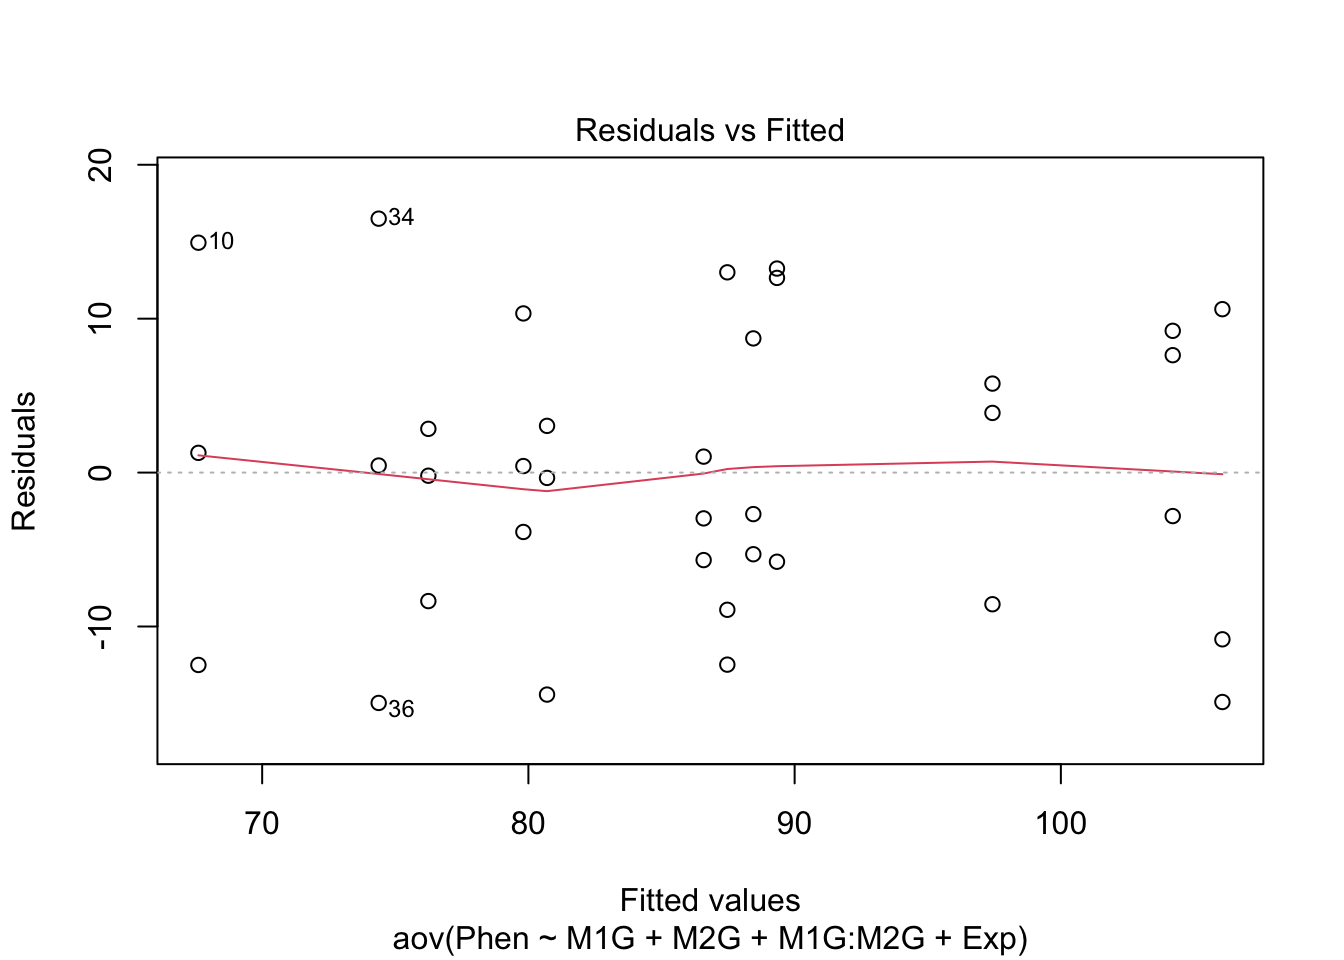 Residuals vs Fitted
20
10
0
-10
Residuals
34
10
36
70 80 90 100
Fitted values
aov(Phen ~ M1G + M2G + M1G:M2G + Exp)